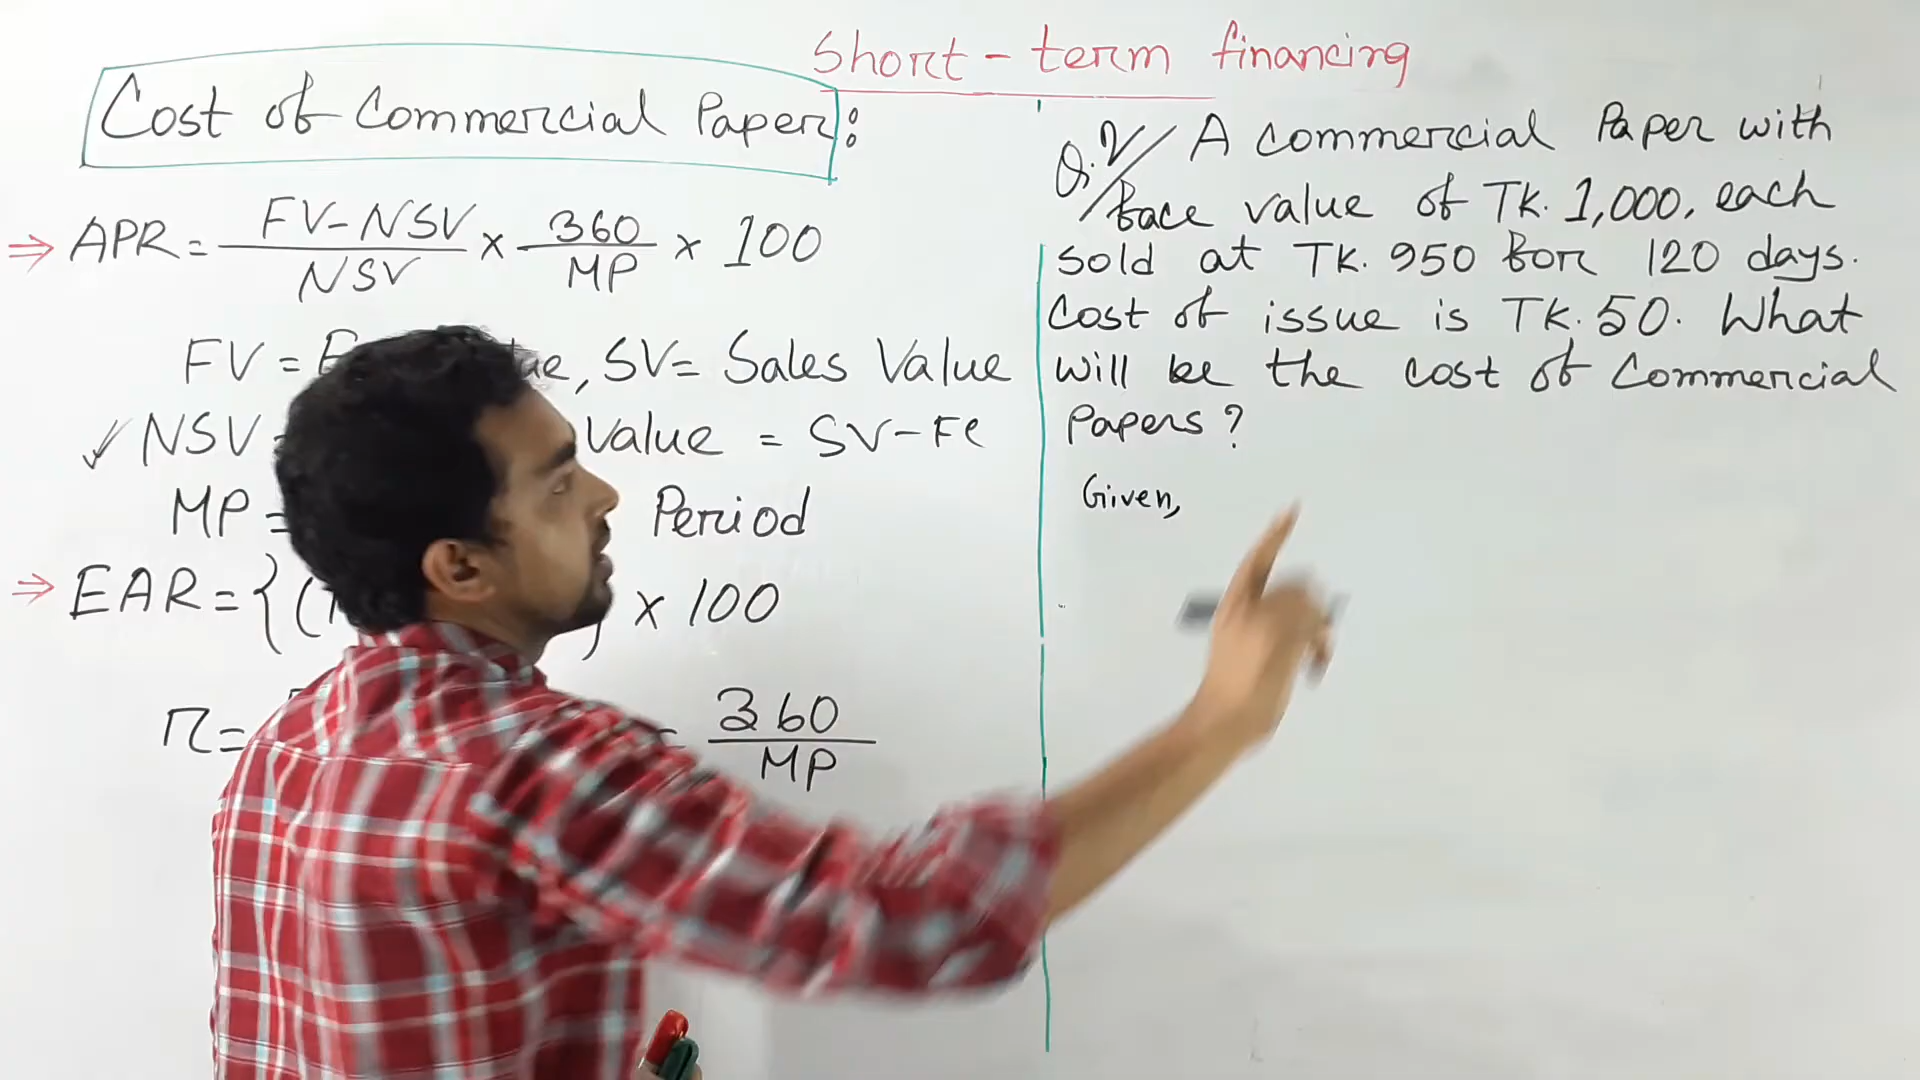 Short-term financing
Cost of Commercial Paper:
⇒ APR = FV-NSV / NSV × 360 / MP × 100
FV = , SV = Sales Value
✓ NSV = Value = SV-Fe
MP = Period
⇒ EAR = {( } × 100
n = = 360 / MP
Q.V/ A commercial Paper with
face value of Tk. 1,000, each
sold at Tk. 950 for 120 days.
Cost of issue is Tk. 50. What
will be the cost of Commercial
Papers?
Given,